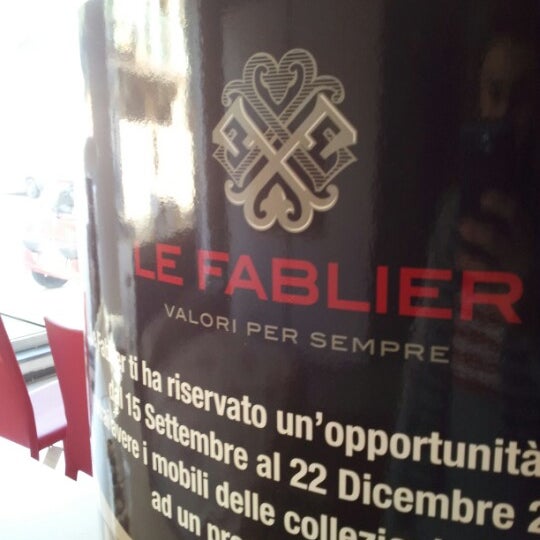 LE FABLIER
VALORI PER SEMPRE
ti ha riservato un'opportunità
dal 15 Settembre al 22 Dicembre
avere i mobili delle
ad un